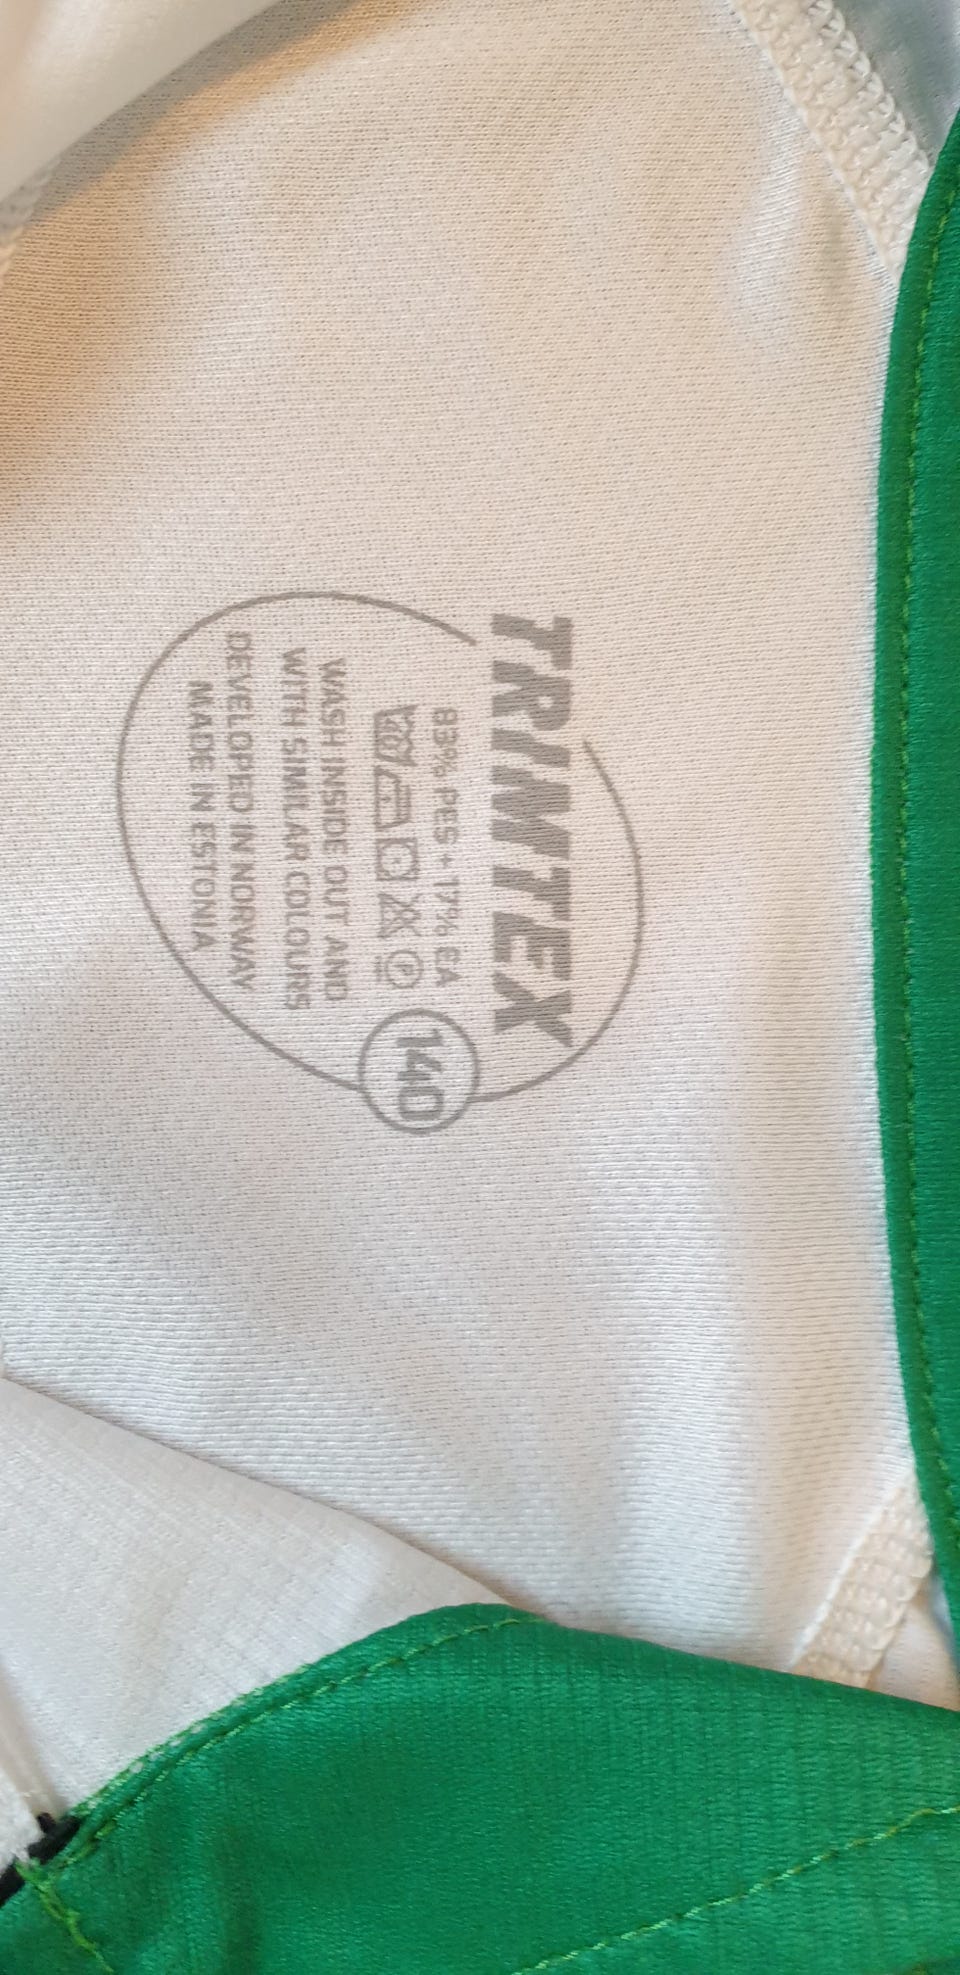 TRIMTEX
83% PES + 17% EA
140
WASH INSIDE OUT AND
WITH SIMILAR COLOURS
DEVELOPED IN NORWAY
MADE IN ESTONIA